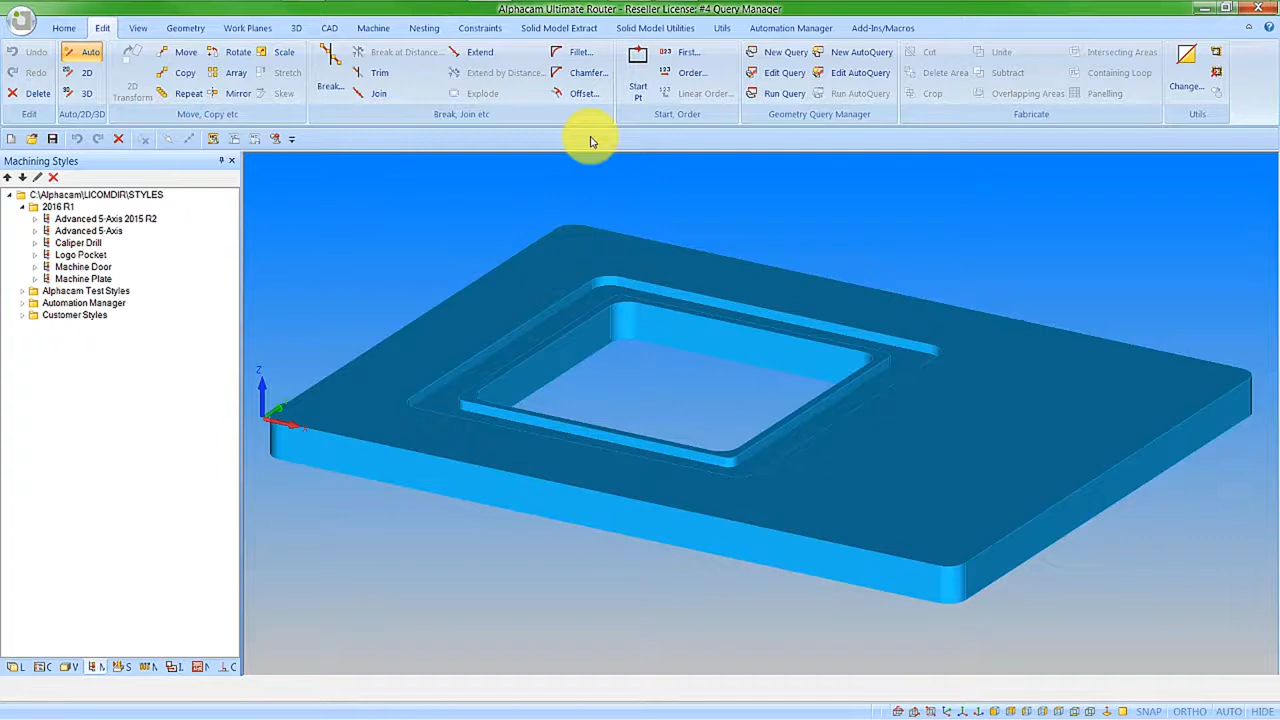 Alphacam Ultimate Router - Reseller License: #4 Query Manager
Home Edit View Geometry Work Planes 3D CAD Machine Nesting Constraints Solid Model Extract Solid Model Utilities Utils Automation Manager Add-Ins/Macros
Undo Auto Move Rotate Scale Break at Distance... Extend Fillet... First... New Query New AutoQuery Cut Unite Intersecting Areas
Redo 2D Copy Array Stretch Trim Extend by Distance... Chamfer... Order... Edit Query Edit AutoQuery Delete Area Subtract Containing Loop
Delete 3D 2D Transform Repeat Mirror Skew Break... Join Explode Offset... Start Pt Linear Order... Run Query Run AutoQuery Crop Overlapping Areas Panelling Change...
Edit Auto/2D/3D Move, Copy etc Break, Join etc Start, Order Geometry Query Manager Fabricate Utils
Machining Styles
C:\Alphacam\LICOMDIR\STYLES
2016 R1
Advanced 5-Axis 2015 R2
Advanced 5-Axis
Caliper Drill
Logo Pocket
Machine Door
Machine Plate
Alphacam Test Styles
Automation Manager
Customer Styles
Z
L C V M S M L C
SNAP ORTHO AUTO HIDE